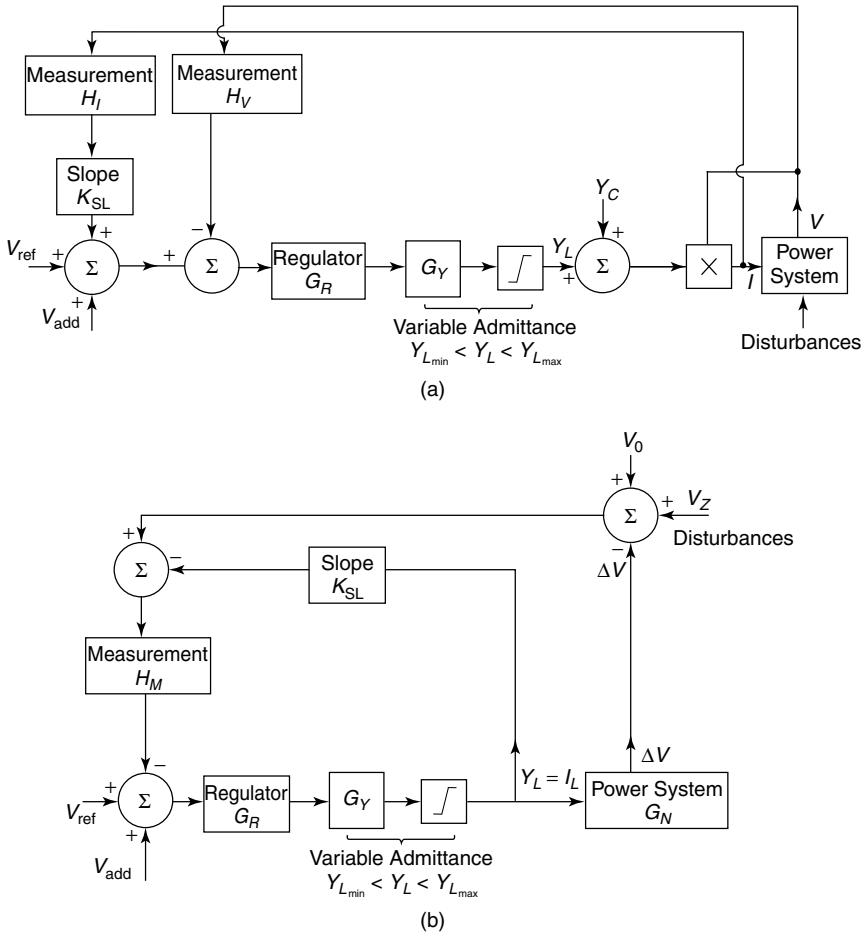 Measurement
H_I
Measurement
H_V
Slope
K_SL
Y_C
V
V_ref
+
+
Σ
+
V_add
+
−
Σ
Regulator
G_R
G_Y
Y_L
+
+
Σ
×
I
Power
System
Variable Admittance
Y_Lmin < Y_L < Y_Lmax
Disturbances
(a)
V_0
+
+
Σ
V_Z
Disturbances
−
ΔV
+
Σ
−
Slope
K_SL
Measurement
H_M
ΔV
−
V_ref
+
Σ
+
V_add
Regulator
G_R
G_Y
Y_L = I_L
Power System
G_N
Variable Admittance
Y_Lmin < Y_L < Y_Lmax
(b)